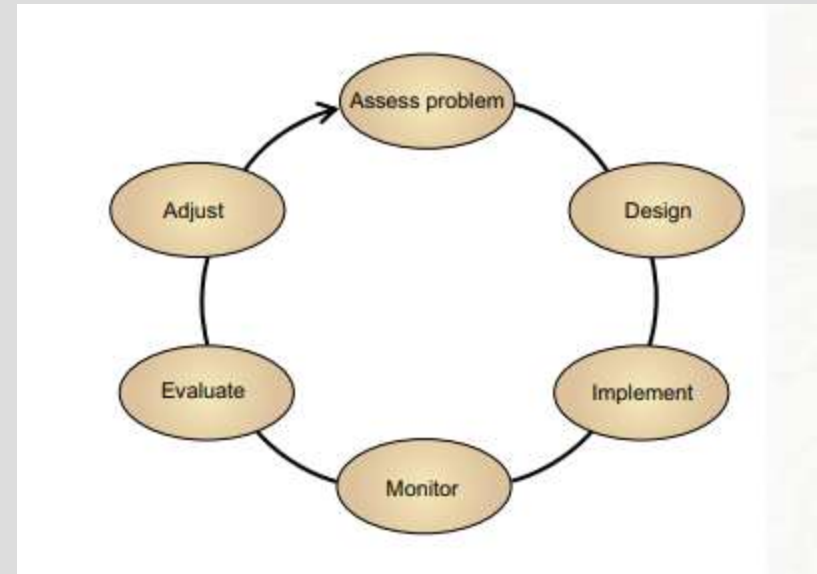 Assess problem
Design
Implement
Monitor
Evaluate
Adjust